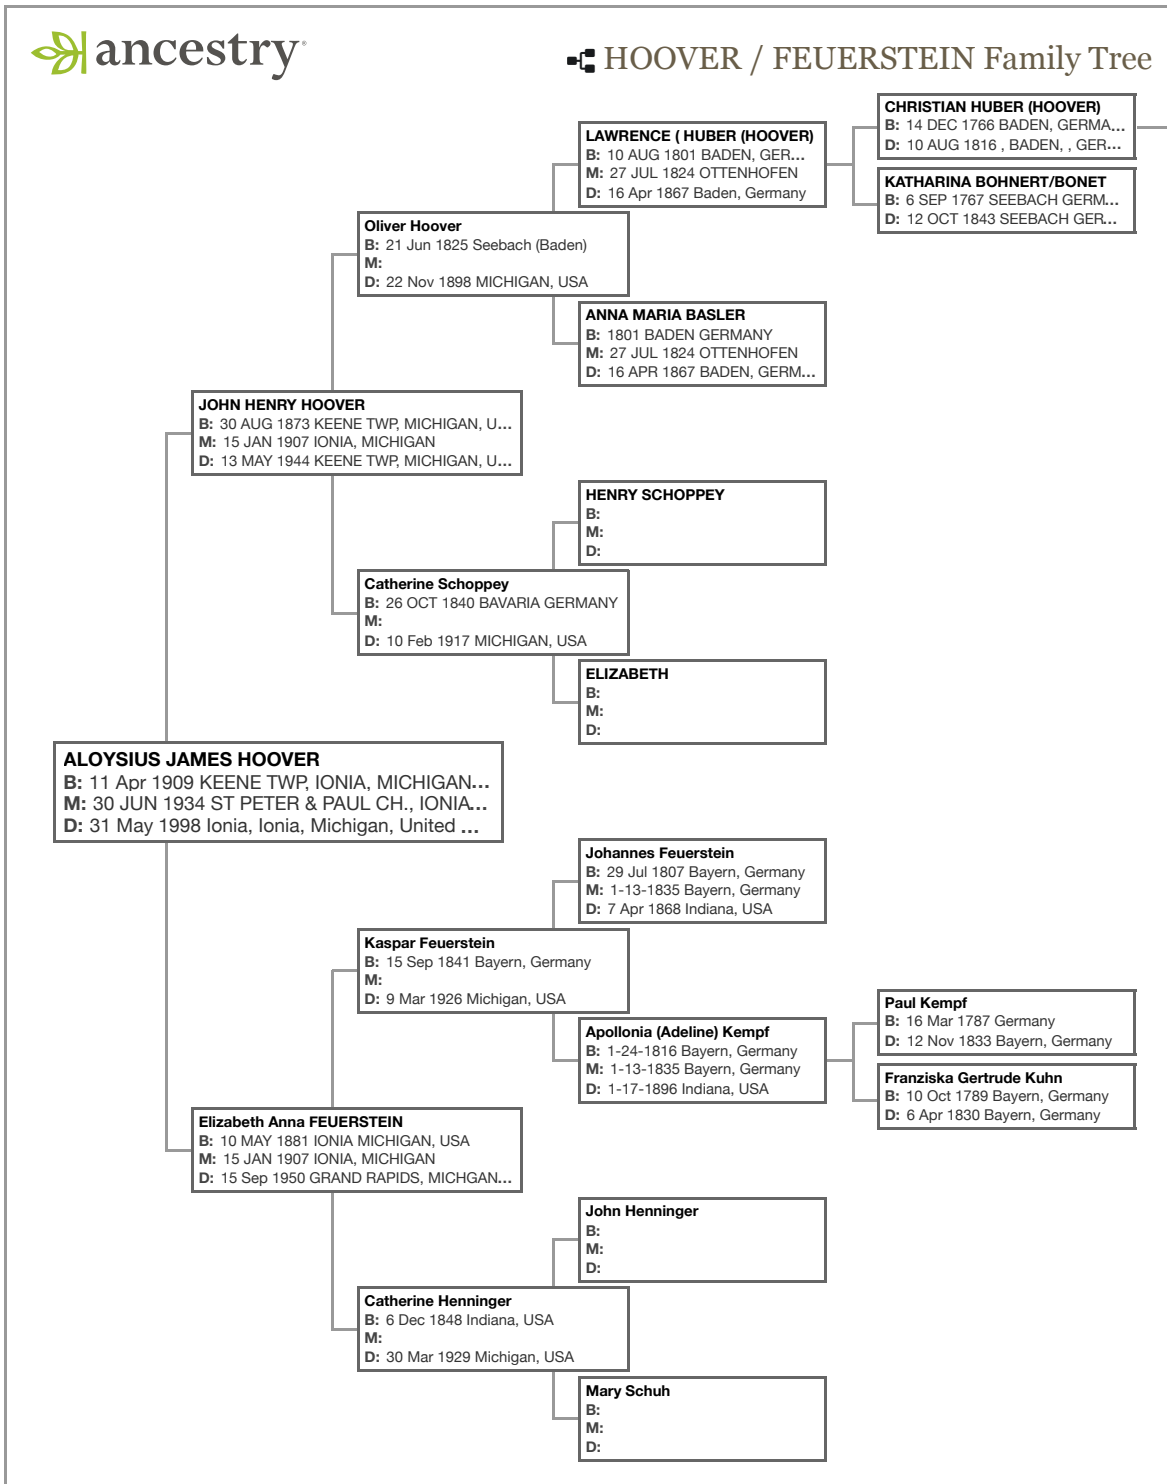 ancestry
HOOVER / FEUERSTEIN Family Tree
CHRISTIAN HUBER (HOOVER)
B: 14 DEC 1766 BADEN, GERMA...
D: 10 AUG 1816 , BADEN, , GER...
LAWRENCE ( HUBER (HOOVER)
B: 10 AUG 1801 BADEN, GER...
M: 27 JUL 1824 OTTENHOFEN
D: 16 Apr 1867 Baden, Germany
KATHARINA BOHNERT/BONET
B: 6 SEP 1767 SEEBACH GERM...
D: 12 OCT 1843 SEEBACH GER...
Oliver Hoover
B: 21 Jun 1825 Seebach (Baden)
M:
D: 22 Nov 1898 MICHIGAN, USA
ANNA MARIA BASLER
B: 1801 BADEN GERMANY
M: 27 JUL 1824 OTTENHOFEN
D: 16 APR 1867 BADEN, GERM...
JOHN HENRY HOOVER
B: 30 AUG 1873 KEENE TWP, MICHIGAN, U...
M: 15 JAN 1907 IONIA, MICHIGAN
D: 13 MAY 1944 KEENE TWP, MICHIGAN, U...
HENRY SCHOPPEY
B:
M:
D:
Catherine Schoppey
B: 26 OCT 1840 BAVARIA GERMANY
M:
D: 10 Feb 1917 MICHIGAN, USA
ELIZABETH
B:
M:
D:
ALOYSIUS JAMES HOOVER
B: 11 Apr 1909 KEENE TWP, IONIA, MICHIGAN...
M: 30 JUN 1934 ST PETER & PAUL CH., IONIA...
D: 31 May 1998 Ionia, Ionia, Michigan, United ...
Johannes Feuerstein
B: 29 Jul 1807 Bayern, Germany
M: 1-13-1835 Bayern, Germany
D: 7 Apr 1868 Indiana, USA
Kaspar Feuerstein
B: 15 Sep 1841 Bayern, Germany
M:
D: 9 Mar 1926 Michigan, USA
Paul Kempf
B: 16 Mar 1787 Germany
D: 12 Nov 1833 Bayern, Germany
Apollonia (Adeline) Kempf
B: 1-24-1816 Bayern, Germany
M: 1-13-1835 Bayern, Germany
D: 1-17-1896 Indiana, USA
Franziska Gertrude Kuhn
B: 10 Oct 1789 Bayern, Germany
D: 6 Apr 1830 Bayern, Germany
Elizabeth Anna FEUERSTEIN
B: 10 MAY 1881 IONIA MICHIGAN, USA
M: 15 JAN 1907 IONIA, MICHIGAN
D: 15 Sep 1950 GRAND RAPIDS, MICHGAN...
John Henninger
B:
M:
D:
Catherine Henninger
B: 6 Dec 1848 Indiana, USA
M:
D: 30 Mar 1929 Michigan, USA
Mary Schuh
B:
M:
D: